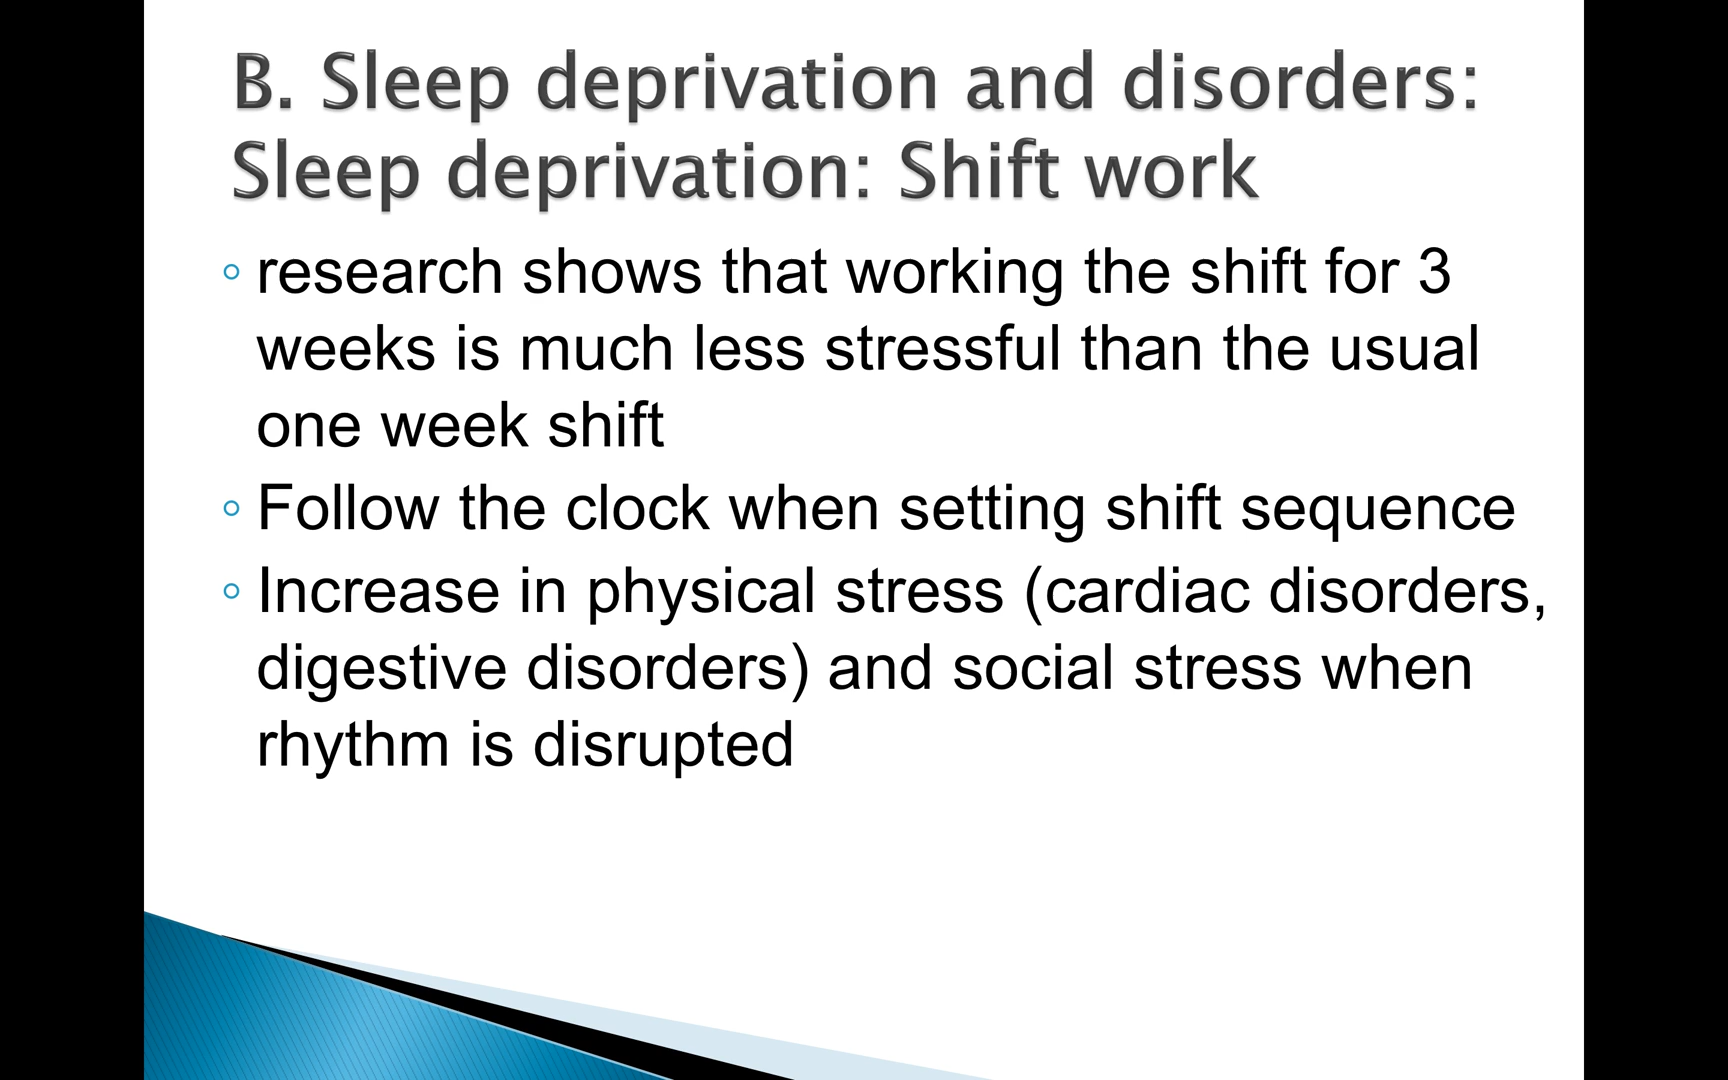 B. Sleep deprivation and disorders:
Sleep deprivation: Shift work
◦ research shows that working the shift for 3
weeks is much less stressful than the usual
one week shift
◦ Follow the clock when setting shift sequence
◦ Increase in physical stress (cardiac disorders,
digestive disorders) and social stress when
rhythm is disrupted